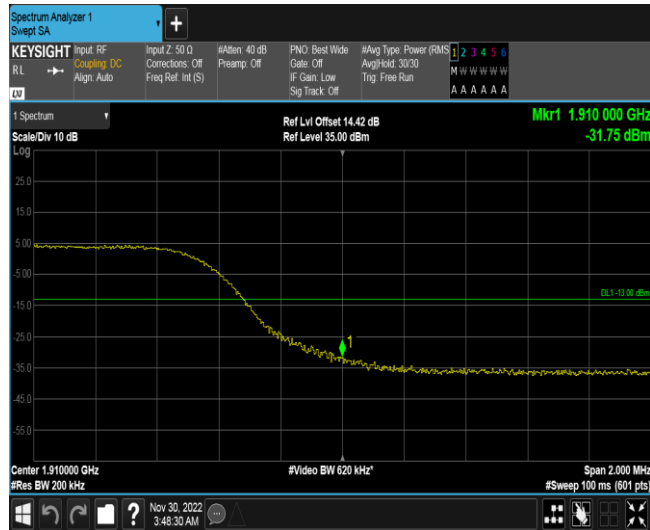 Spectrum Analyzer 1
Swept SA
+
KEYSIGHT
RL
LXI
Input: RF
Coupling: DC
Align: Auto
Input Z: 50 Ω
Corrections: Off
Freq Ref: Int (S)
#Atten: 40 dB
Preamp: Off
PNO: Best Wide
Gate: Off
IF Gain: Low
Sig Track: Off
#Avg Type: Power (RMS
Avg|Hold: 30/30
Trig: Free Run
1 2 3 4 5 6
M W W W W W
A A A A A A
1 Spectrum
Scale/Div 10 dB
Ref Lvl Offset 14.42 dB
Ref Level 35.00 dBm
Mkr1 1.910 000 GHz
-31.75 dBm
Log
25.0
15.0
5.00
-5.00
DL1 -13.00 dBm
-15.0
-25.0
1
-35.0
-45.0
-55.0
Center 1.910000 GHz
#Res BW 200 kHz
#Video BW 620 kHz*
Span 2.000 MHz
#Sweep 100 ms (601 pts)
?
Nov 30, 2022
3:48:30 AM